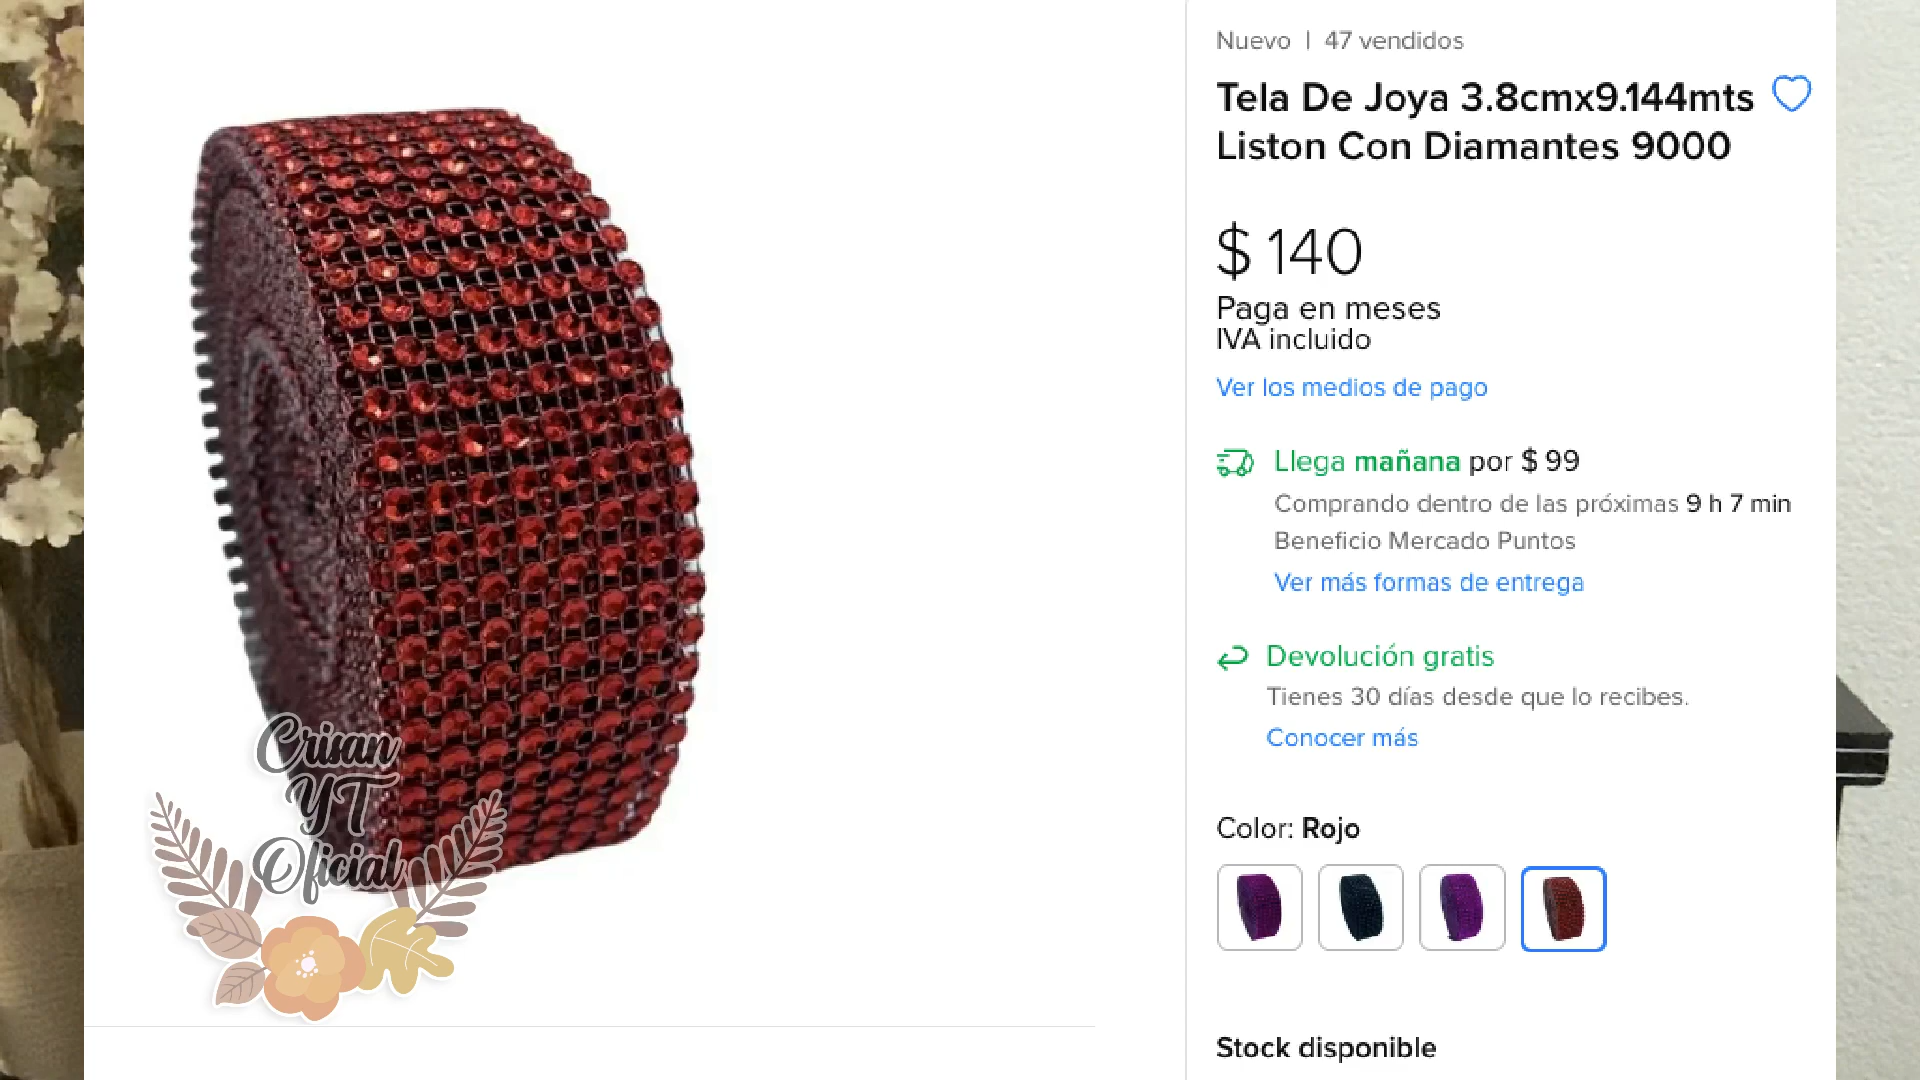 Nuevo | 47 vendidos
Tela De Joya 3.8cmx9.144mts
Liston Con Diamantes 9000
$ 140
Paga en meses
IVA incluido
Ver los medios de pago
Llega mañana por $ 99
Comprando dentro de las próximas 9 h 7 min
Beneficio Mercado Puntos
Ver más formas de entrega
Devolución gratis
Tienes 30 días desde que lo recibes.
Conocer más
Color: Rojo
Stock disponible
Crisan
YT
Oficial